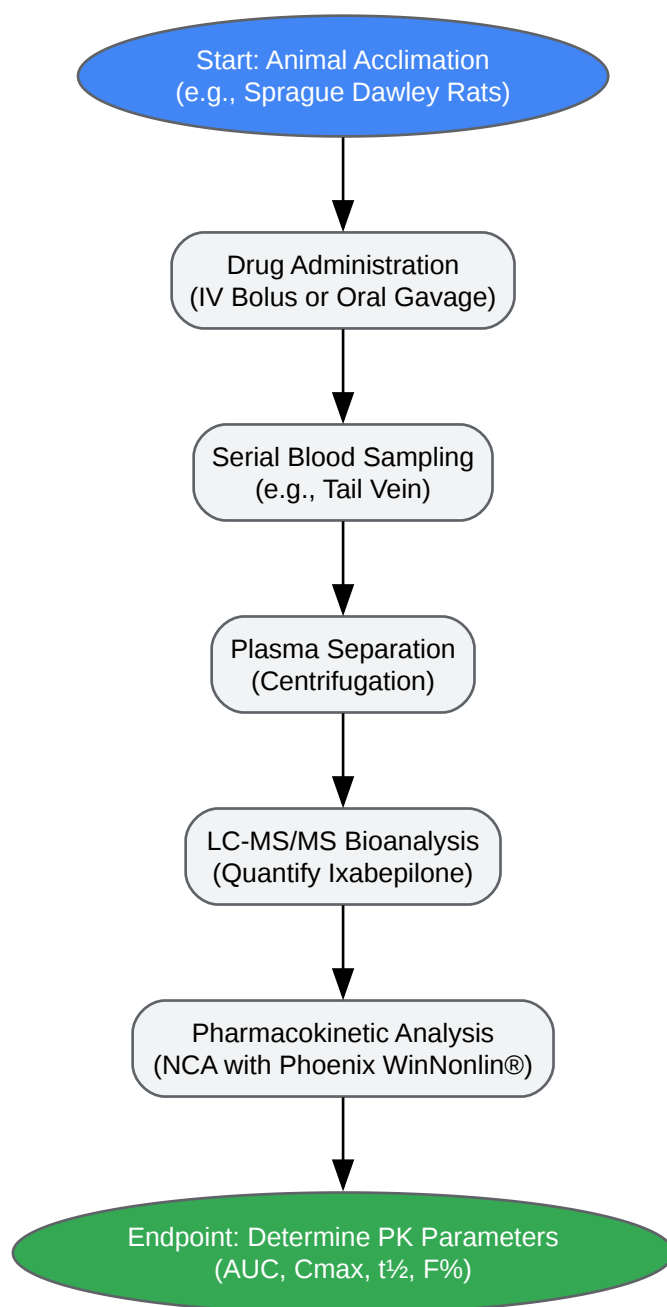 Start: Animal Acclimation
(e.g., Sprague Dawley Rats)
Drug Administration
(IV Bolus or Oral Gavage)
Serial Blood Sampling
(e.g., Tail Vein)
Plasma Separation
(Centrifugation)
LC-MS/MS Bioanalysis
(Quantify Ixabepilone)
Pharmacokinetic Analysis
(NCA with Phoenix WinNonlin®)
Endpoint: Determine PK Parameters
(AUC, Cmax, t½, F%)